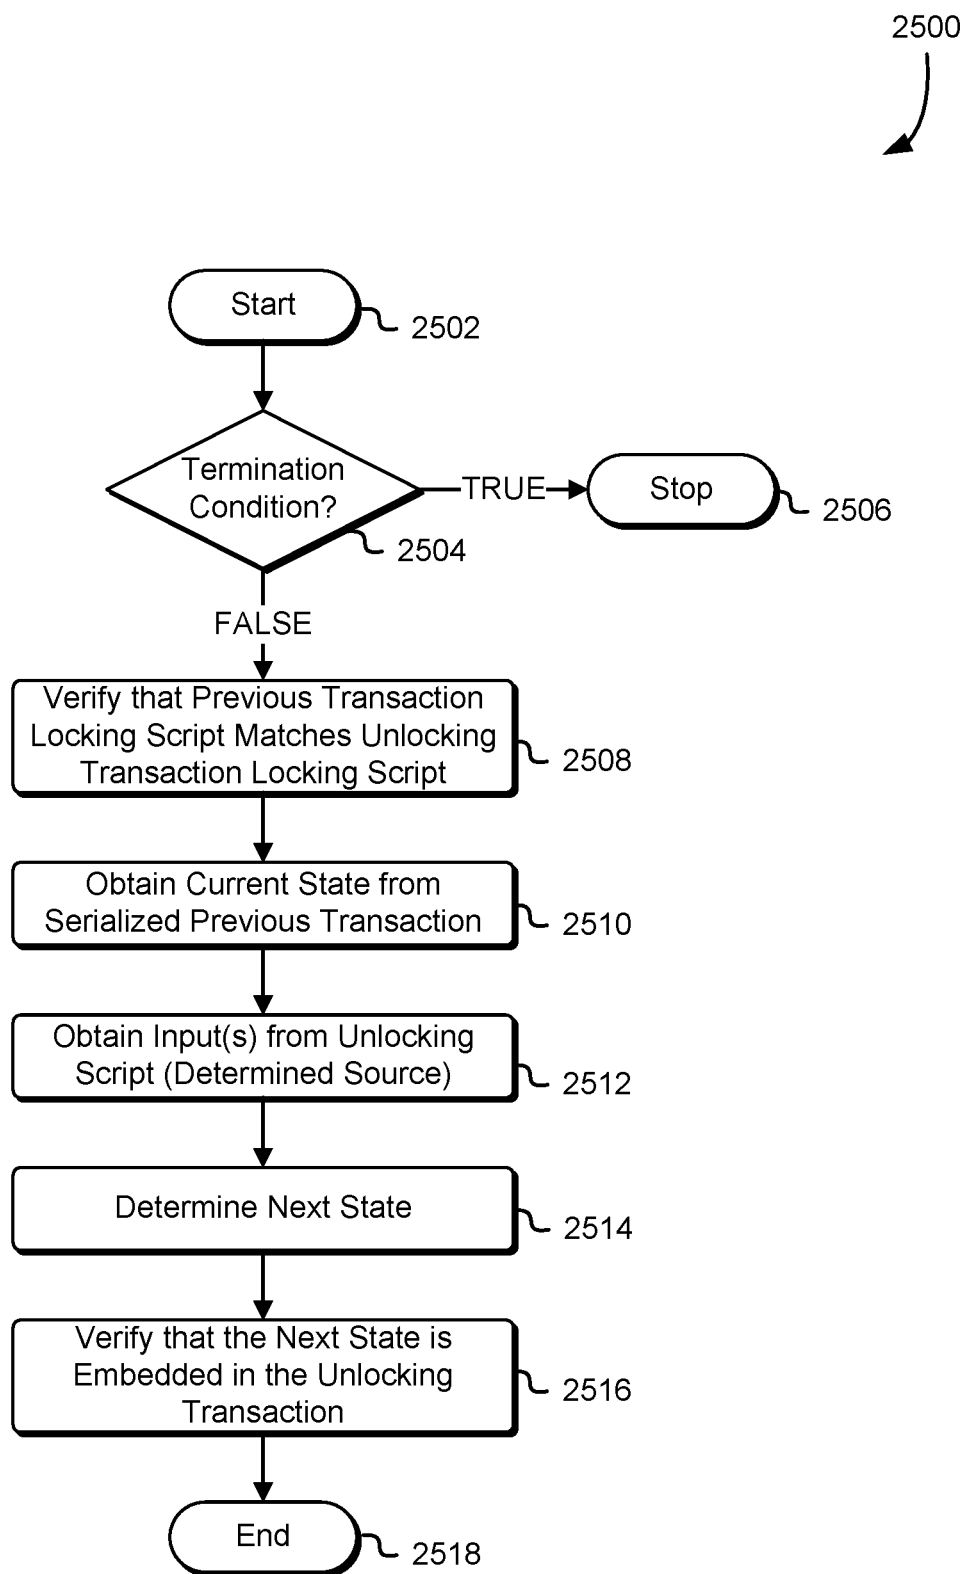 2500
Start
2502
Termination
Condition?
TRUE
Stop
2506
2504
FALSE
Verify that Previous Transaction
Locking Script Matches Unlocking
Transaction Locking Script
2508
Obtain Current State from
Serialized Previous Transaction
2510
Obtain Input(s) from Unlocking
Script (Determined Source)
2512
Determine Next State
2514
Verify that the Next State is
Embedded in the Unlocking
Transaction
2516
End
2518